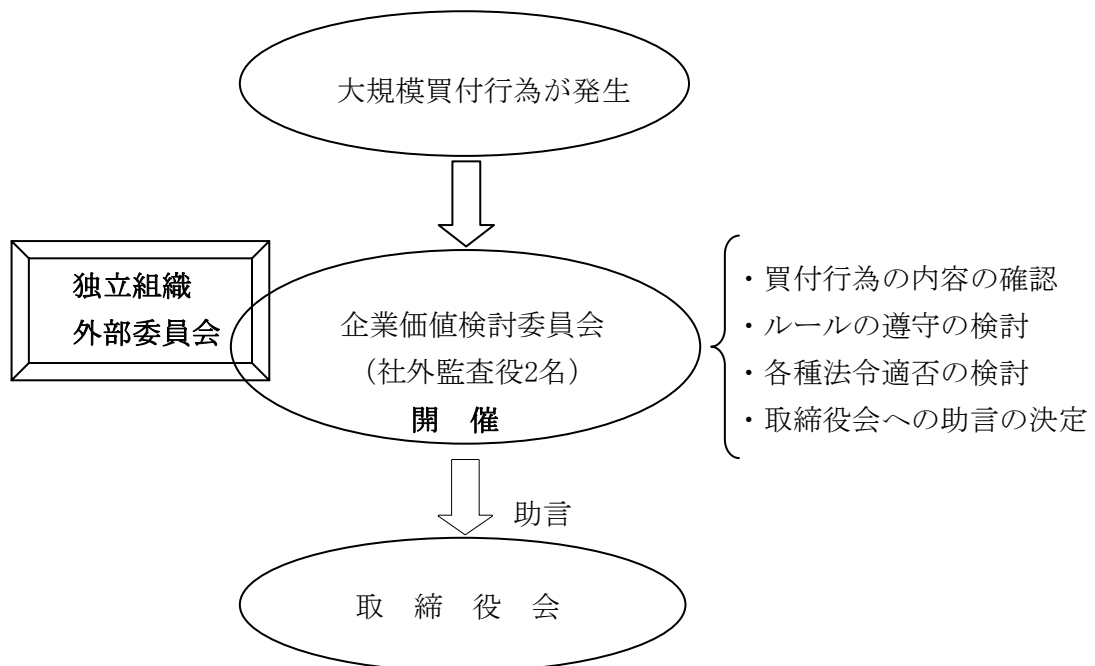 大規模買付行為が発生
独立組織
外部委員会
企業価値検討委員会
（社外監査役2名）
開　催
・買付行為の内容の確認
・ルールの遵守の検討
・各種法令適否の検討
・取締役会への助言の決定
助言
取　締　役　会